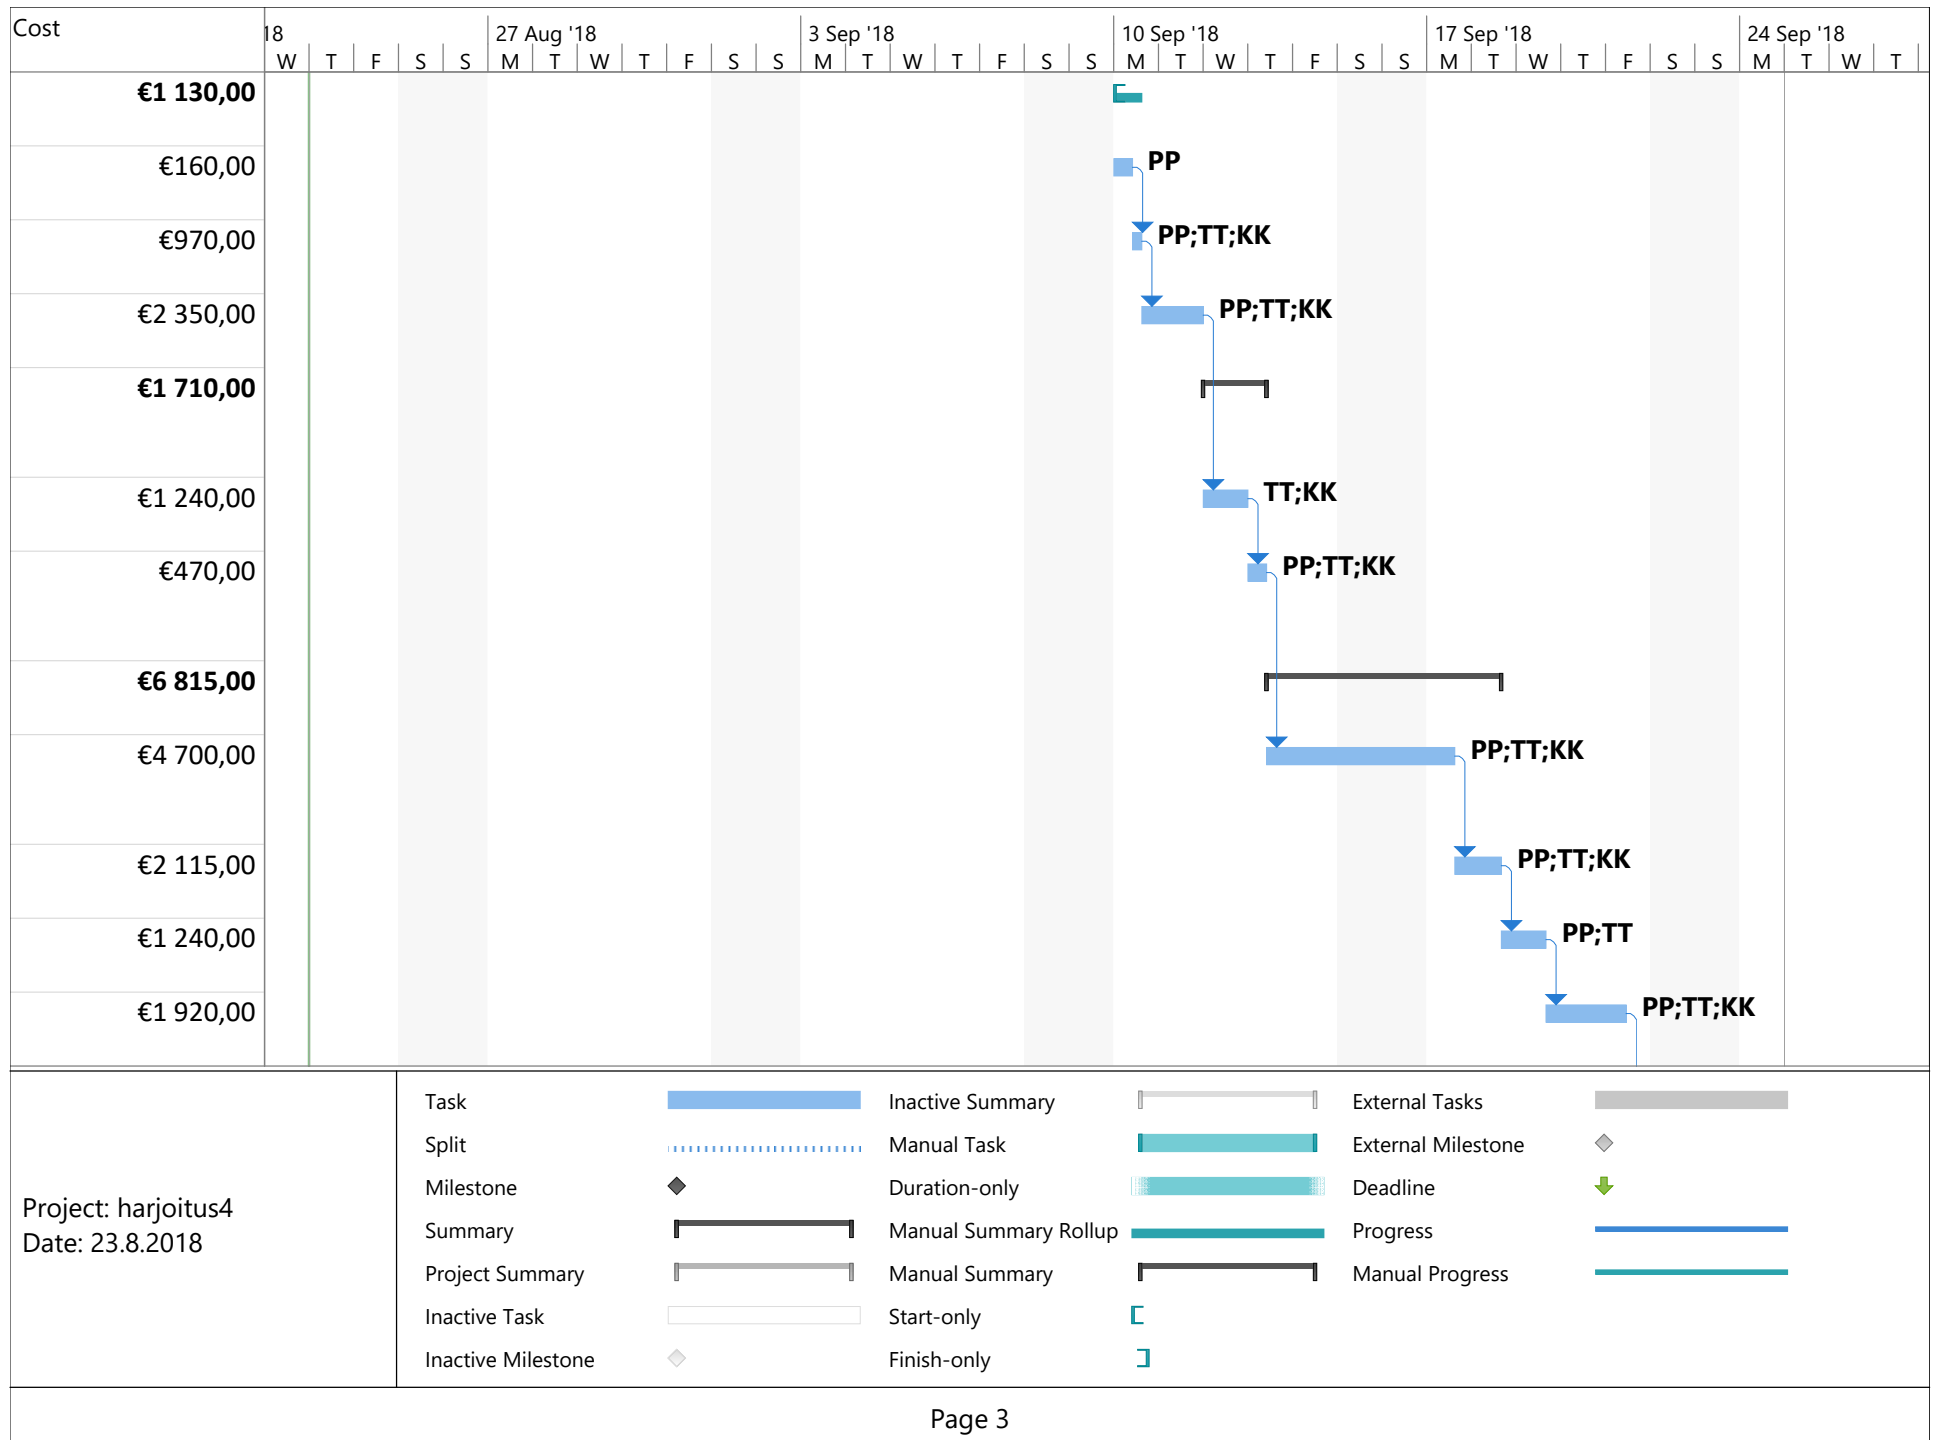 Cost
18 27 Aug '18 3 Sep '18 10 Sep '18 17 Sep '18 24 Sep '18
W T F S S M T W T F S S M T W T F S S M T W T F S S M T W T F S S M T W T
€1 130,00
€160,00 PP
€970,00 PP;TT;KK
€2 350,00 PP;TT;KK
€1 710,00
€1 240,00 TT;KK
€470,00 PP;TT;KK
€6 815,00
€4 700,00 PP;TT;KK
€2 115,00 PP;TT;KK
€1 240,00 PP;TT
€1 920,00 PP;TT;KK
Project: harjoitus4
Date: 23.8.2018
Task
Split
Milestone
Summary
Project Summary
Inactive Task
Inactive Milestone
Inactive Summary
Manual Task
Duration-only
Manual Summary Rollup
Manual Summary
Start-only
Finish-only
External Tasks
External Milestone
Deadline
Progress
Manual Progress
Page 3